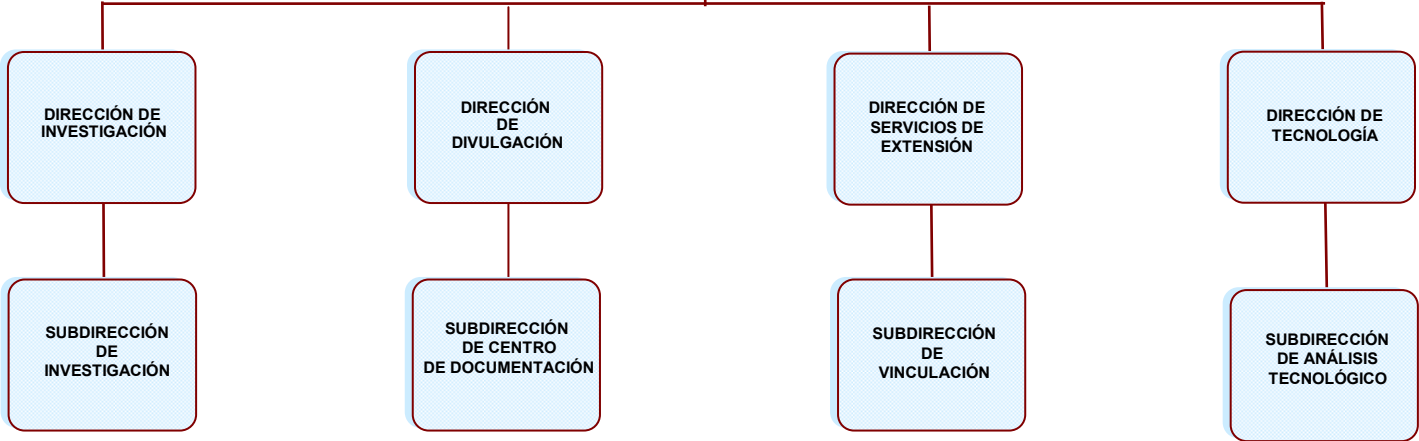 DIRECCIÓN DE
INVESTIGACIÓN
DIRECCIÓN
DE
DIVULGACIÓN
DIRECCIÓN DE
SERVICIOS DE
EXTENSIÓN
DIRECCIÓN DE
TECNOLOGÍA
SUBDIRECCIÓN
DE
INVESTIGACIÓN
SUBDIRECCIÓN
DE CENTRO
DE DOCUMENTACIÓN
SUBDIRECCIÓN
DE
VINCULACIÓN
SUBDIRECCIÓN
DE ANÁLISIS
TECNOLÓGICO